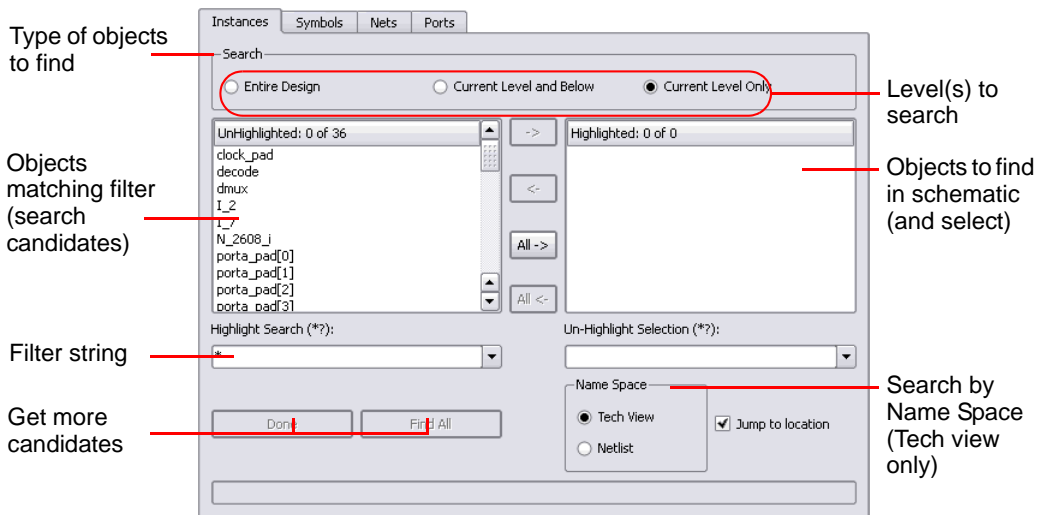 Instances Symbols Nets Ports
Type of objects
to find
Search
Entire Design Current Level and Below Current Level Only
Level(s) to
search
UnHighlighted: 0 of 36
->
Highlighted: 0 of 0
clock_pad
decode
dmux
I_2
I_7
N_2608_i
porta_pad[0]
porta_pad[1]
porta_pad[2]
porta_pad[3]
<-
All ->
All <-
Objects
matching filter
(search
candidates)
Objects to find
in schematic
(and select)
Highlight Search (*?):
Un-Highlight Selection (*?):
Filter string
*
Name Space
Tech View
Netlist
Jump to location
Search by
Name Space
(Tech view
only)
Get more
candidates
Done Find All